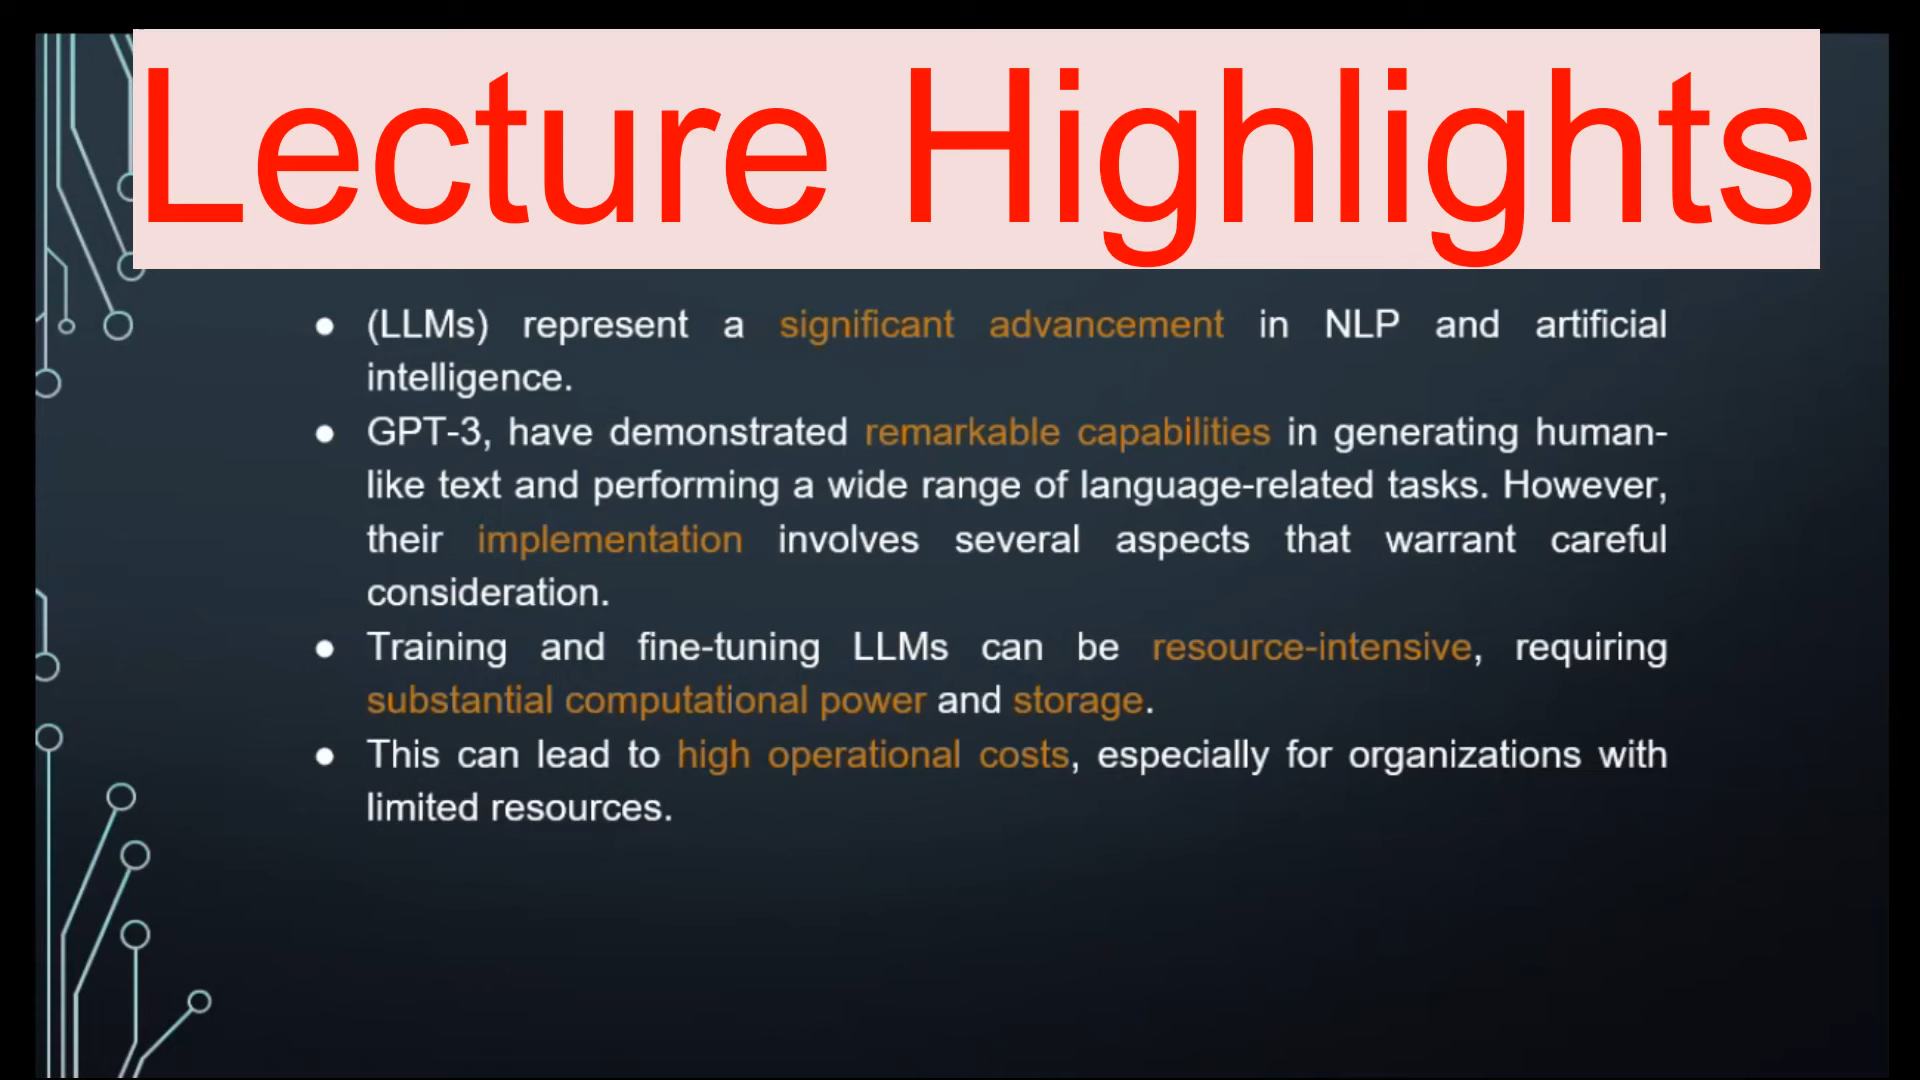 Lecture Highlights
● (LLMs) represent a significant advancement in NLP and artificial
intelligence.
● GPT-3, have demonstrated remarkable capabilities in generating human-
like text and performing a wide range of language-related tasks. However,
their implementation involves several aspects that warrant careful
consideration.
● Training and fine-tuning LLMs can be resource-intensive, requiring
substantial computational power and storage.
● This can lead to high operational costs, especially for organizations with
limited resources.